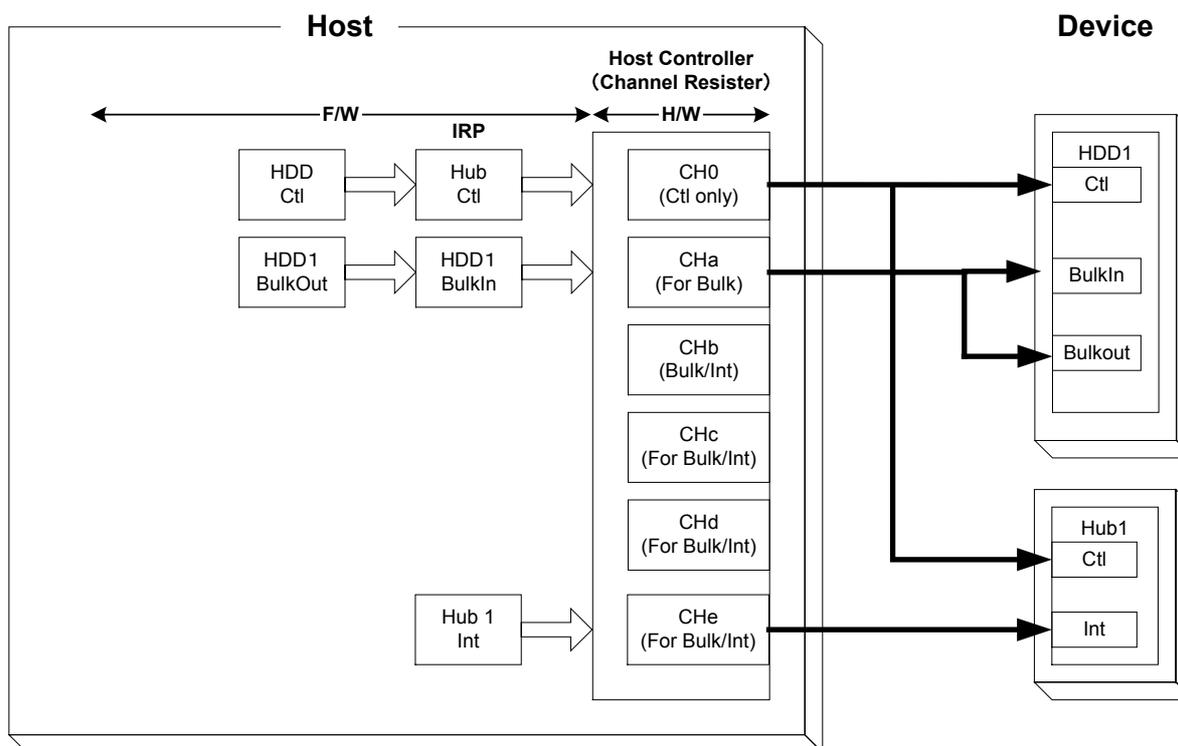 Host
Device
Host Controller
(Channel Resister)
F/W
H/W
IRP
HDD
Ctl
Hub
Ctl
CH0
(Ctl only)
HDD1
Ctl
HDD1
BulkOut
HDD1
BulkIn
CHa
(For Bulk)
BulkIn
CHb
(Bulk/Int)
Bulkout
CHc
(For Bulk/Int)
CHd
(For Bulk/Int)
Hub1
Ctl
Hub 1
Int
CHe
(For Bulk/Int)
Int